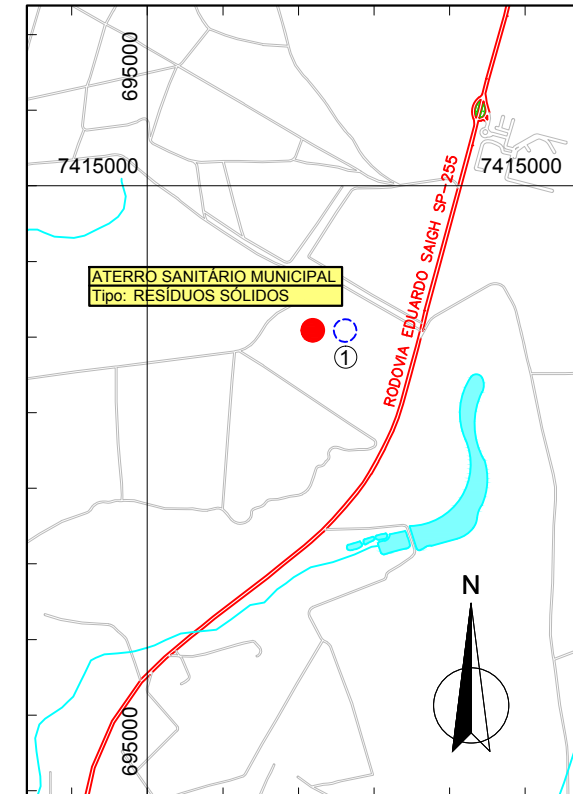 695000
7415000
7415000
RODOVIA EDUARDO SAIGH SP-255
ATERRO SANITÁRIO MUNICIPAL
Tipo: RESÍDUOS SÓLIDOS
1
N
695000